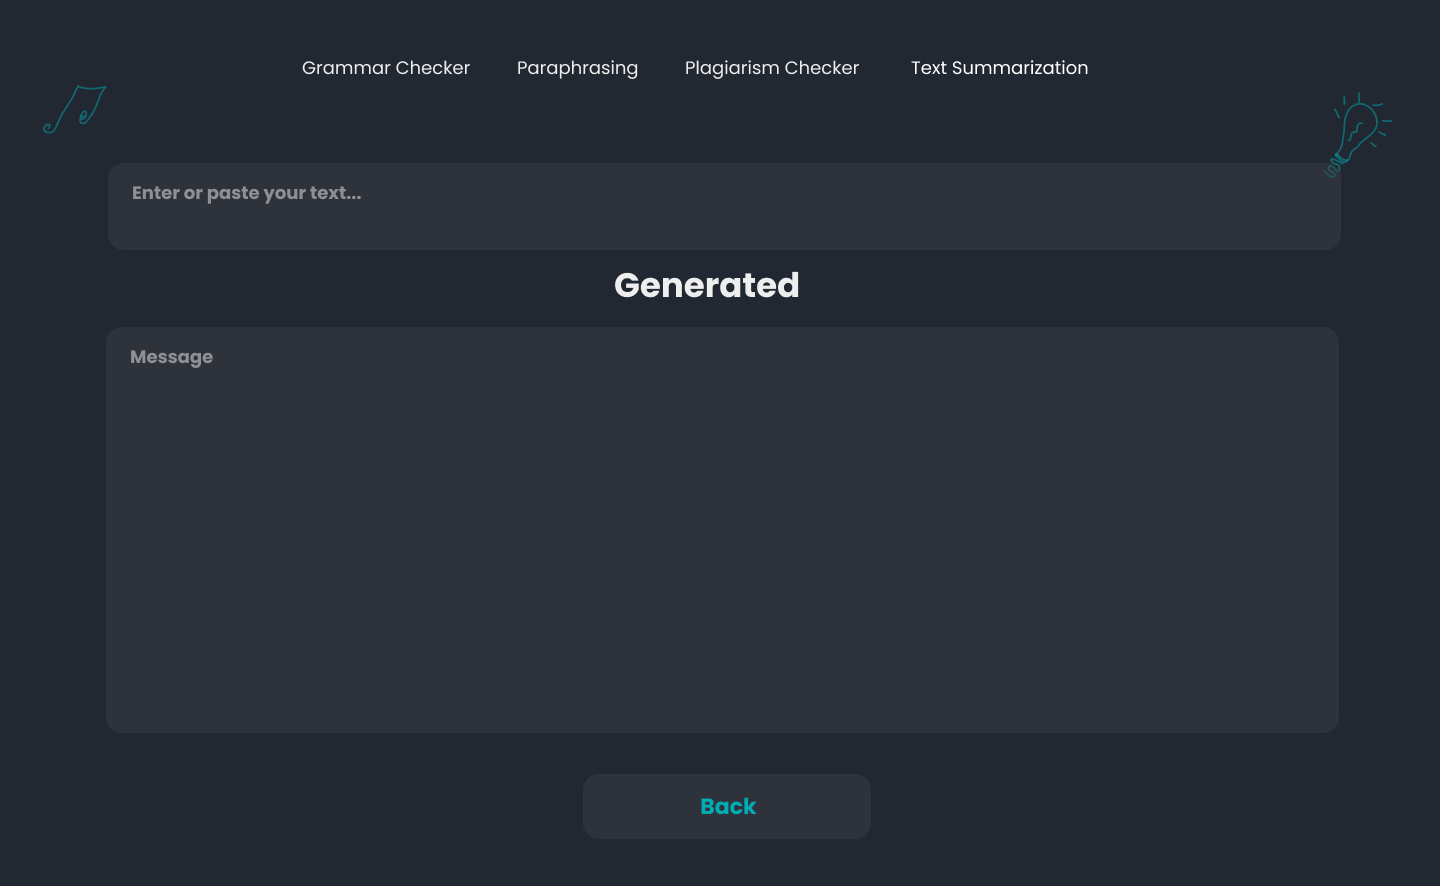 Grammar Checker Paraphrasing Plagiarism Checker Text Summarization
Enter or paste your text...
Generated
Message
Back